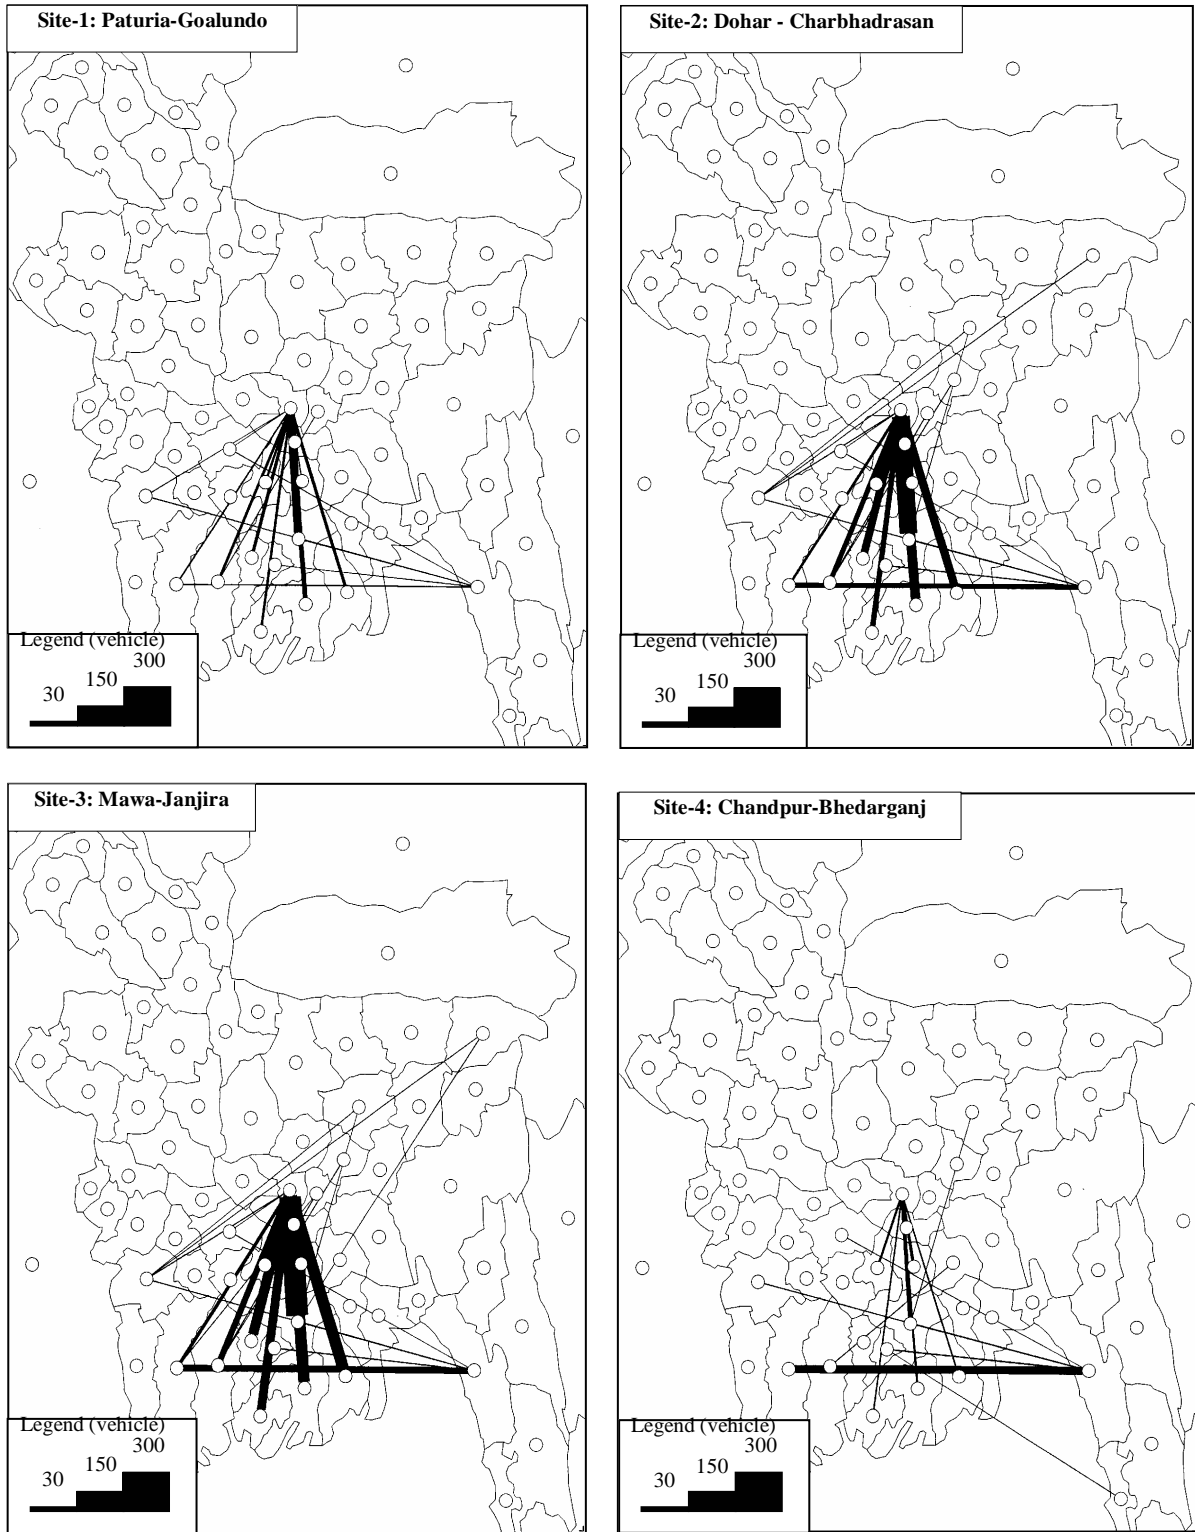 Site-1: Paturia-Goalundo
Legend (vehicle)
300
150
30
Site-2: Dohar - Charbhadrasan
Legend (vehicle)
300
150
30
Site-3: Mawa-Janjira
Legend (vehicle)
300
150
30
Site-4: Chandpur-Bhedarganj
Legend (vehicle)
300
150
30